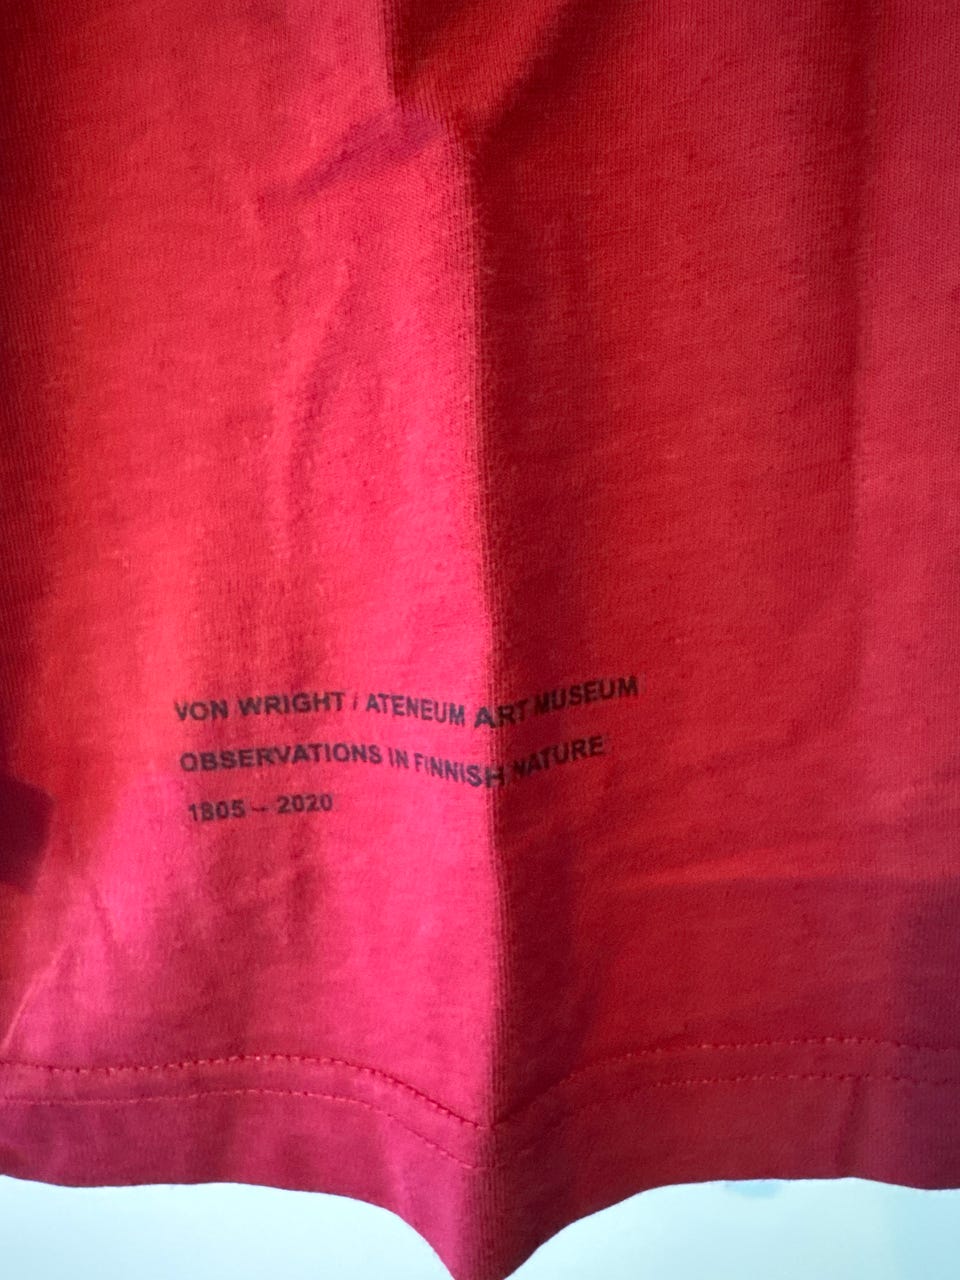 VON WRIGHT / ATENEUM ART MUSEUM
OBSERVATIONS IN FINNISH NATURE
1805 – 2020